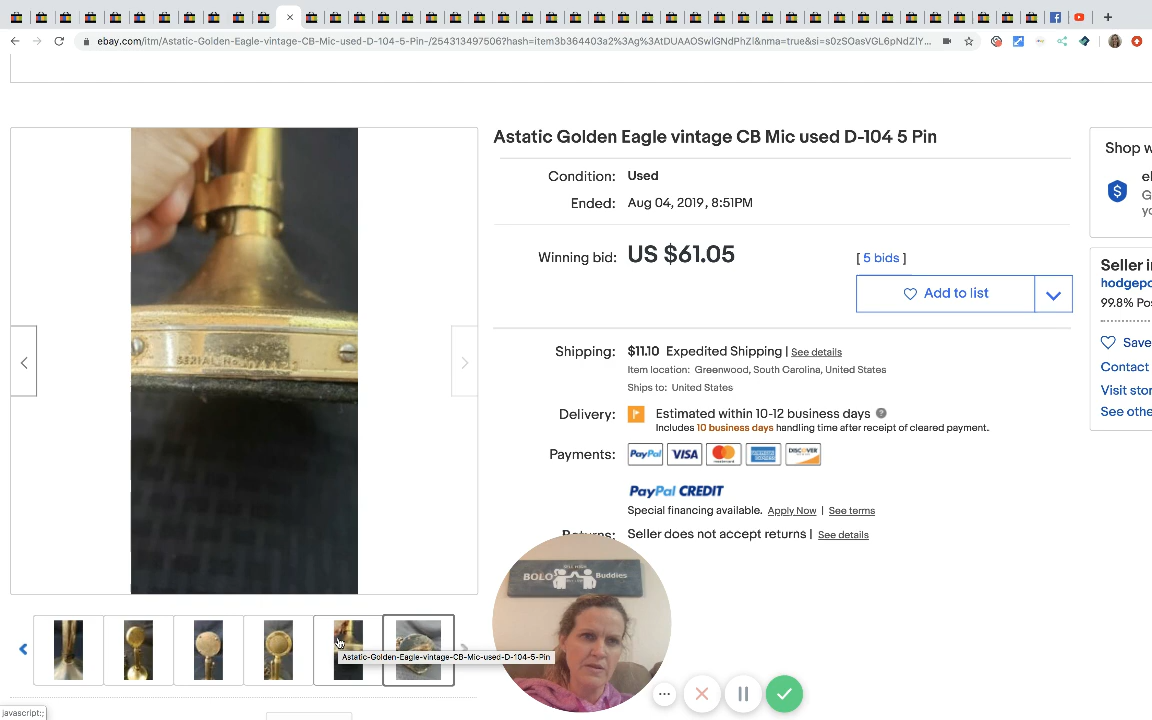 ebay.com/itm/Astatic-Golden-Eagle-vintage-CB-Mic-used-D-104-5-Pin-/254313497506?hash=item3b364403a2%3Ag%3AtDUAAOSwlGNdPhZl&nma=true&si=s0zSOasVGL6pNdZlY...
Astatic Golden Eagle vintage CB Mic used D-104 5 Pin
Shop w
Condition: Used
Ended: Aug 04, 2019, 8:51PM
Winning bid: US $61.05 [ 5 bids ]
Add to list
Seller i
hodgepo
99.8% Pos
Save
Contact
Visit stor
See othe
Shipping: $11.10 Expedited Shipping | See details
Item location: Greenwood, South Carolina, United States
Ships to: United States
Delivery: Estimated within 10-12 business days
Includes 10 business days handling time after receipt of cleared payment.
Payments: PayPal VISA MasterCard DISCOVER
PayPal CREDIT
Special financing available. Apply Now | See terms
Returns: Seller does not accept returns | See details
SERIAL No
BOLO Buddies
Astatic-Golden-Eagle-vintage-CB-Mic-used-D-104-5-Pin
javascript:;